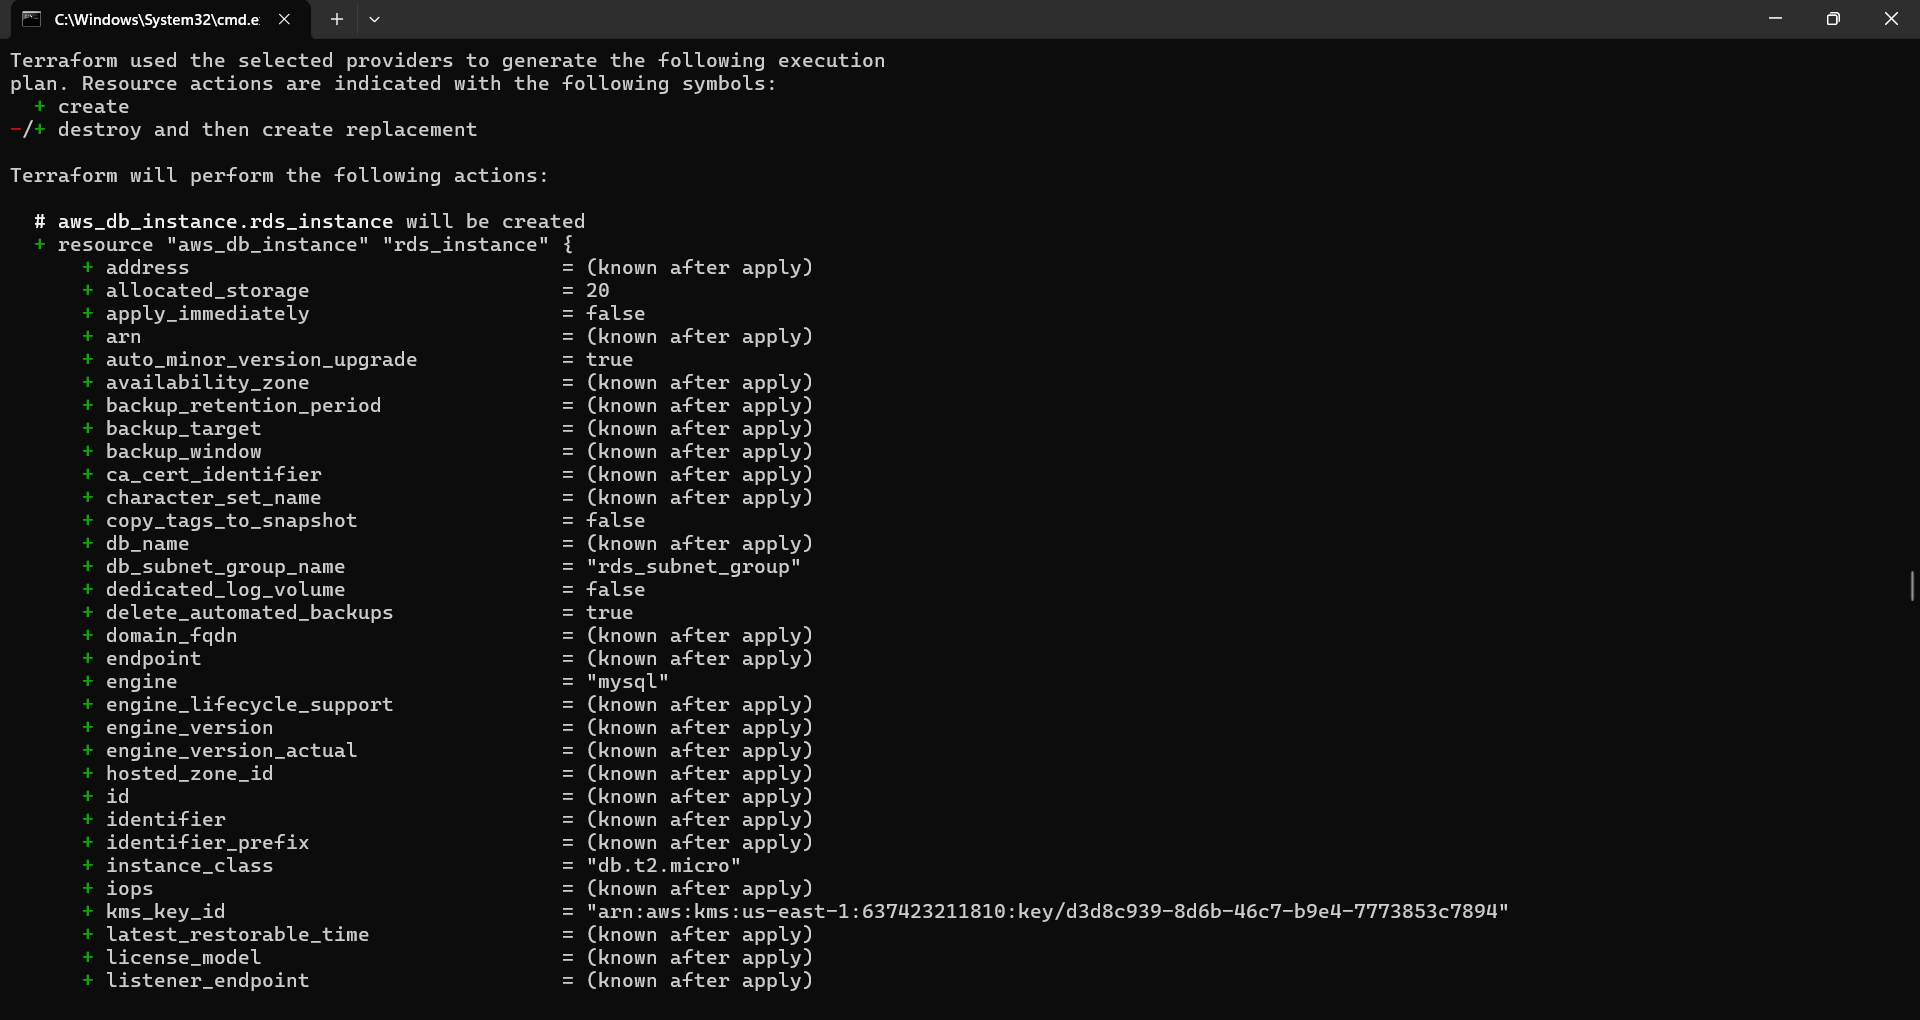 C:\Windows\System32\cmd.e
Terraform used the selected providers to generate the following execution
plan. Resource actions are indicated with the following symbols:
  + create
-/+ destroy and then create replacement
Terraform will perform the following actions:
  # aws_db_instance.rds_instance will be created
  + resource "aws_db_instance" "rds_instance" {
      + address                               = (known after apply)
      + allocated_storage                     = 20
      + apply_immediately                     = false
      + arn                                   = (known after apply)
      + auto_minor_version_upgrade            = true
      + availability_zone                     = (known after apply)
      + backup_retention_period               = (known after apply)
      + backup_target                         = (known after apply)
      + backup_window                         = (known after apply)
      + ca_cert_identifier                    = (known after apply)
      + character_set_name                    = (known after apply)
      + copy_tags_to_snapshot                 = false
      + db_name                               = (known after apply)
      + db_subnet_group_name                  = "rds_subnet_group"
      + dedicated_log_volume                  = false
      + delete_automated_backups              = true
      + domain_fqdn                           = (known after apply)
      + endpoint                              = (known after apply)
      + engine                                = "mysql"
      + engine_lifecycle_support              = (known after apply)
      + engine_version                        = (known after apply)
      + engine_version_actual                 = (known after apply)
      + hosted_zone_id                        = (known after apply)
      + id                                    = (known after apply)
      + identifier                            = (known after apply)
      + identifier_prefix                     = (known after apply)
      + instance_class                        = "db.t2.micro"
      + iops                                  = (known after apply)
      + kms_key_id                            = "arn:aws:kms:us-east-1:637423211810:key/d3d8c939-8d6b-46c7-b9e4-7773853c7894"
      + latest_restorable_time                = (known after apply)
      + license_model                         = (known after apply)
      + listener_endpoint                     = (known after apply)